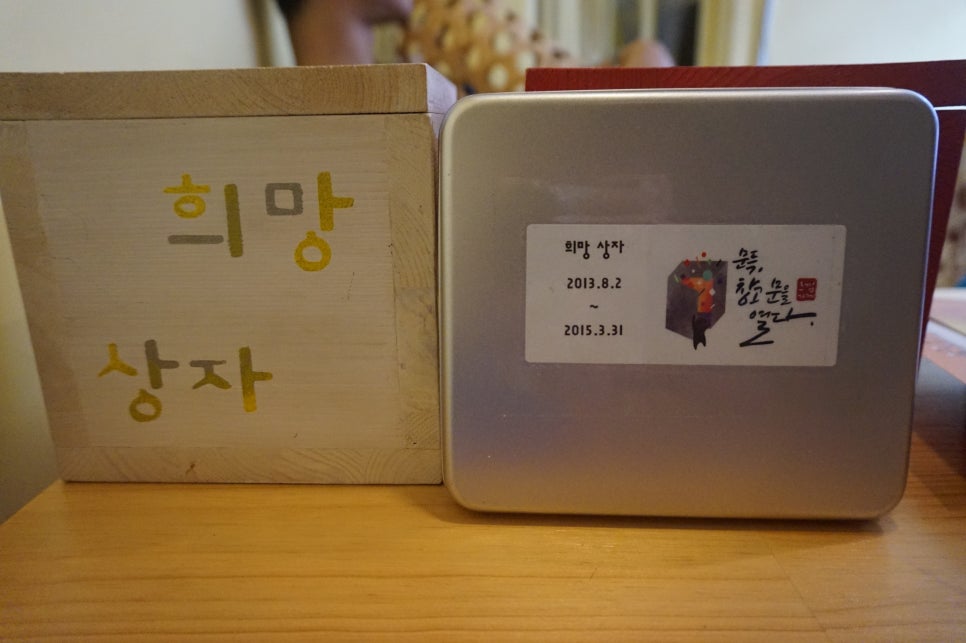 희망
상자
희망 상자
2013.8.2
~
2015.3.31
문득,
창문을
열다.